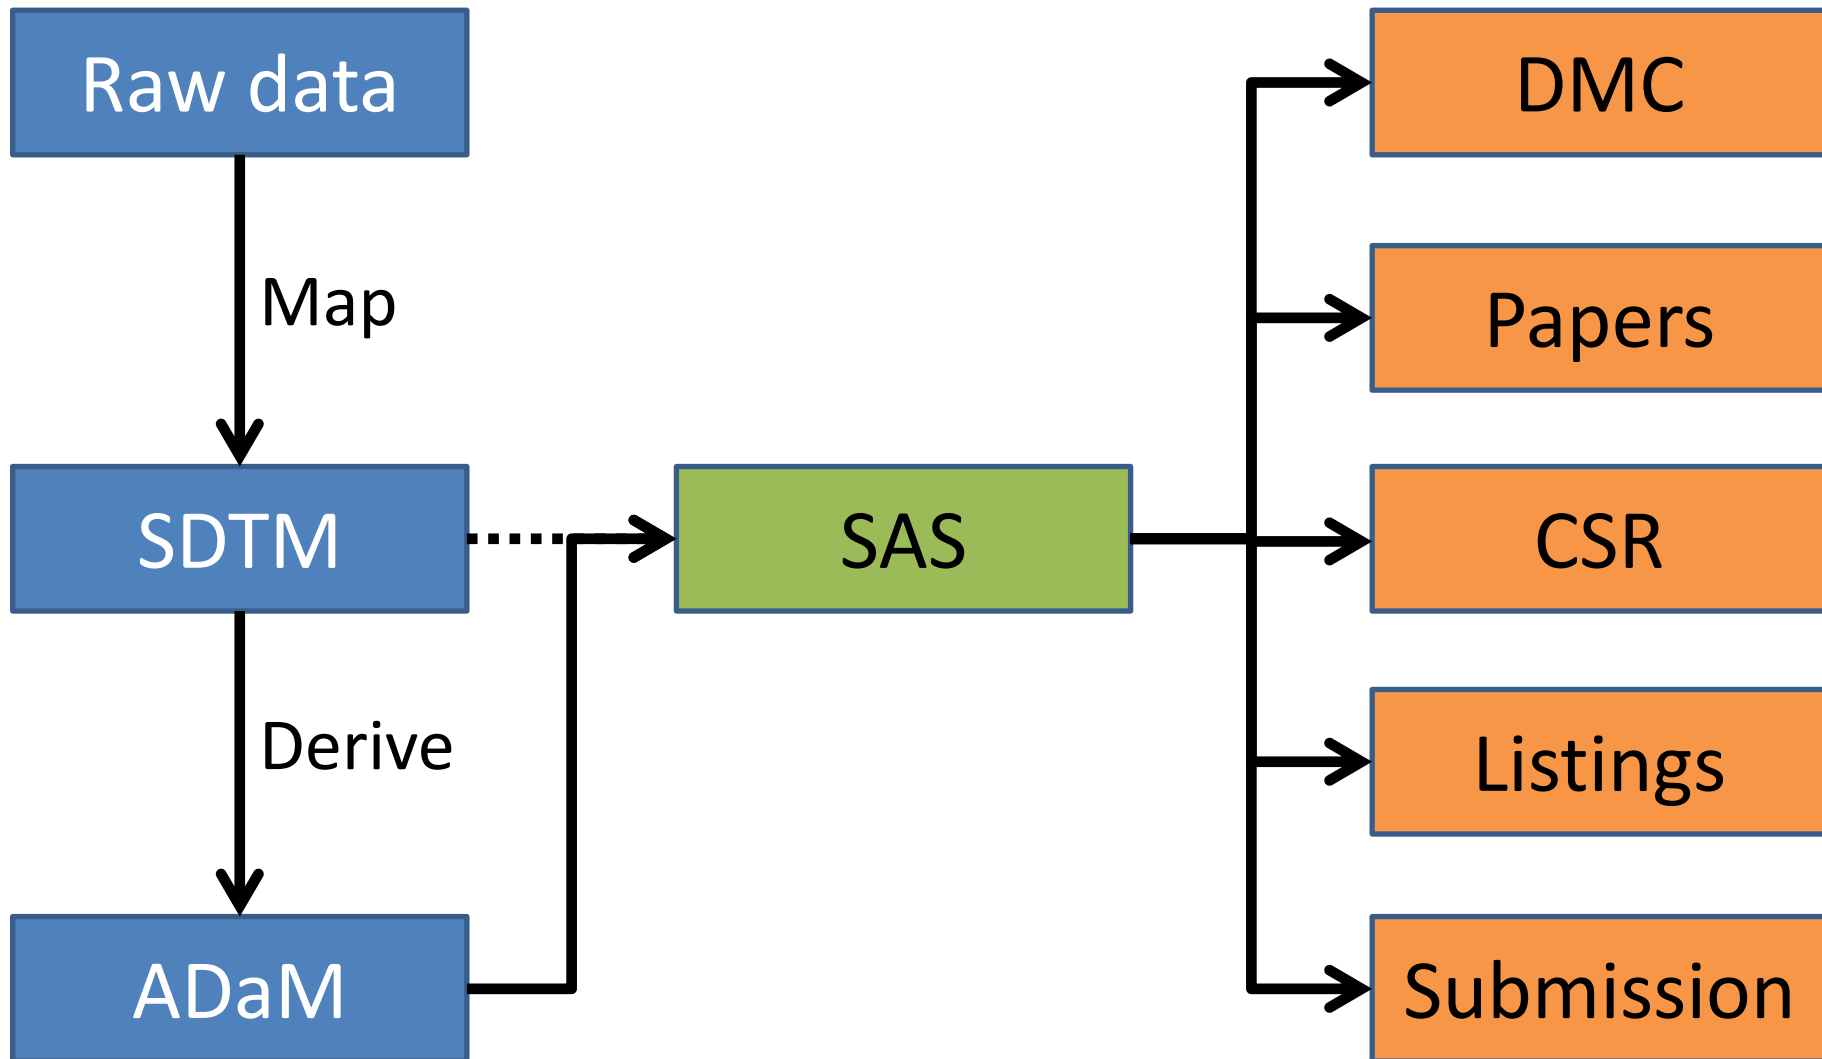 Raw data
Map
SDTM
Derive
ADaM
SAS
DMC
Papers
CSR
Listings
Submission